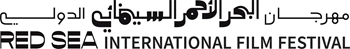 مهرجان البحر الأحمر السينمائي الدولي
RED SEA INTERNATIONAL FILM FESTIVAL